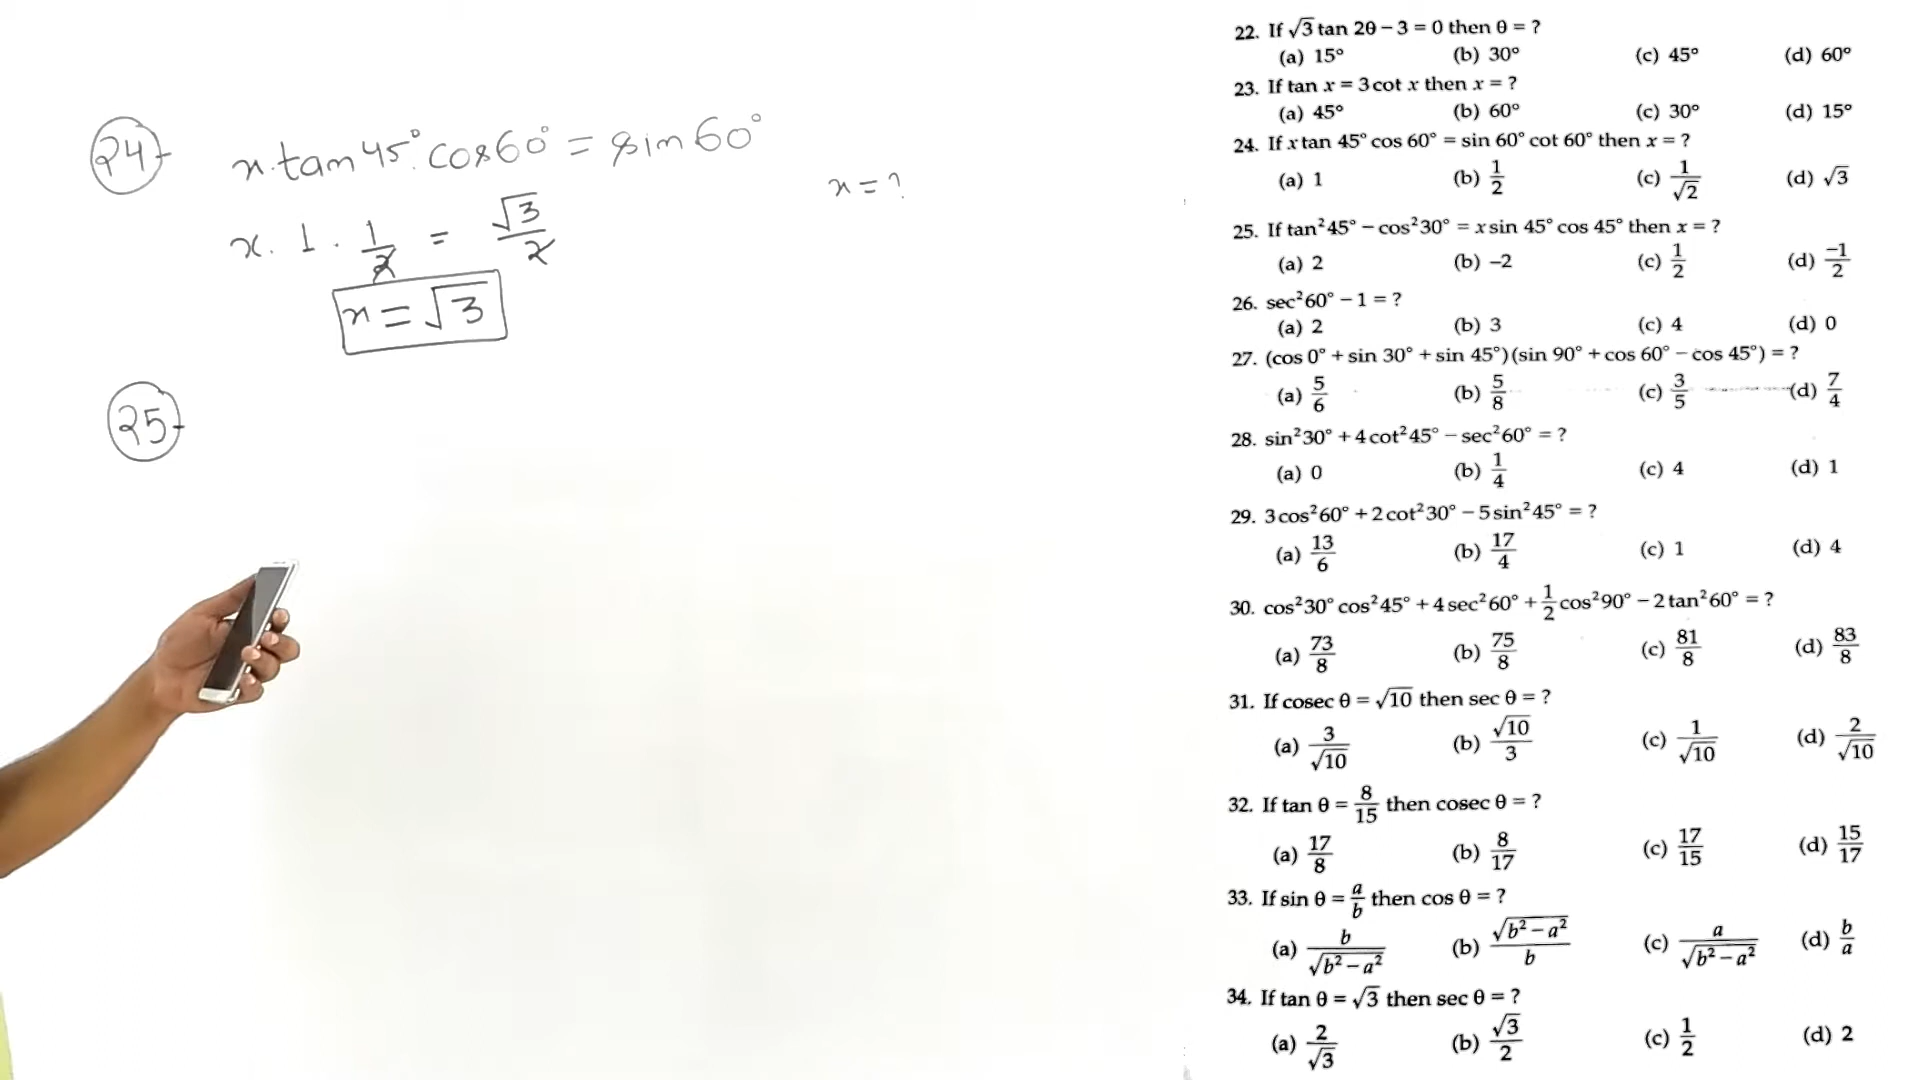 24- x.tan45°.cos60° = sin60°
x = ?
x. 1 . 1/2 = √3/2
x = √3
25-
22. If √3 tan 2θ – 3 = 0 then θ = ?
(a) 15° (b) 30° (c) 45° (d) 60°
23. If tan x = 3 cot x then x = ?
(a) 45° (b) 60° (c) 30° (d) 15°
24. If x tan 45° cos 60° = sin 60° cot 60° then x = ?
(a) 1 (b) 1/2 (c) 1/√2 (d) √3
25. If tan²45° – cos²30° = x sin 45° cos 45° then x = ?
(a) 2 (b) –2 (c) 1/2 (d) –1/2
26. sec²60° – 1 = ?
(a) 2 (b) 3 (c) 4 (d) 0
27. (cos 0° + sin 30° + sin 45°)(sin 90° + cos 60° – cos 45°) = ?
(a) 5/6 (b) 5/8 (c) 3/5 (d) 7/4
28. sin²30° + 4 cot²45° – sec²60° = ?
(a) 0 (b) 1/4 (c) 4 (d) 1
29. 3 cos²60° + 2 cot²30° – 5 sin²45° = ?
(a) 13/6 (b) 17/4 (c) 1 (d) 4
30. cos²30° cos²45° + 4 sec²60° + 1/2 cos²90° – 2 tan²60° = ?
(a) 73/8 (b) 75/8 (c) 81/8 (d) 83/8
31. If cosec θ = √10 then sec θ = ?
(a) 3/√10 (b) √10/3 (c) 1/√10 (d) 2/√10
32. If tan θ = 8/15 then cosec θ = ?
(a) 17/8 (b) 8/17 (c) 17/15 (d) 15/17
33. If sin θ = a/b then cos θ = ?
(a) b/√(b² – a²) (b) √(b² – a²)/b (c) a/√(b² – a²) (d) b/a
34. If tan θ = √3 then sec θ = ?
(a) 2/√3 (b) √3/2 (c) 1/2 (d) 2